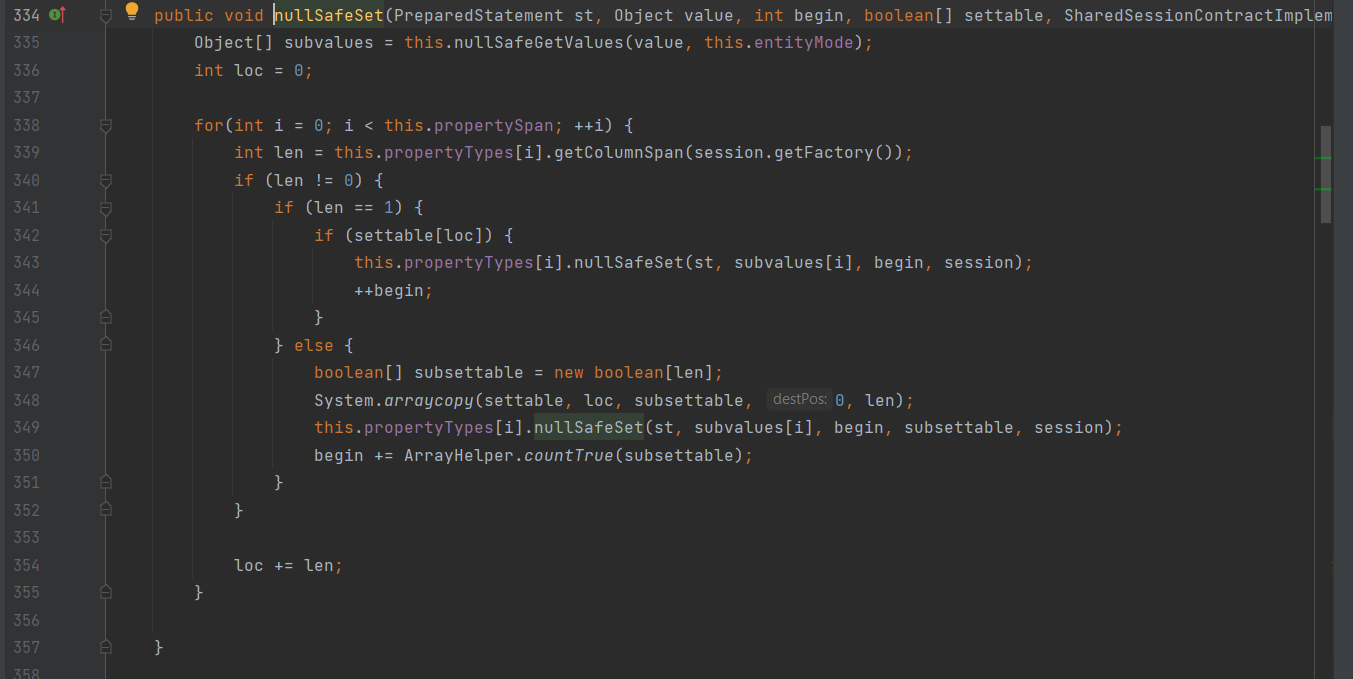 334 public void nullSafeSet(PreparedStatement st, Object value, int begin, boolean[] settable, SharedSessionContractImplem
335 Object[] subvalues = this.nullSafeGetValues(value, this.entityMode);
336 int loc = 0;
337
338 for(int i = 0; i < this.propertySpan; ++i) {
339 int len = this.propertyTypes[i].getColumnSpan(session.getFactory());
340 if (len != 0) {
341 if (len == 1) {
342 if (settable[loc]) {
343 this.propertyTypes[i].nullSafeSet(st, subvalues[i], begin, session);
344 ++begin;
345 }
346 } else {
347 boolean[] subsettable = new boolean[len];
348 System.arraycopy(settable, loc, subsettable, destPos: 0, len);
349 this.propertyTypes[i].nullSafeSet(st, subvalues[i], begin, subsettable, session);
350 begin += ArrayHelper.countTrue(subsettable);
351 }
352 }
353
354 loc += len;
355 }
356
357 }
358